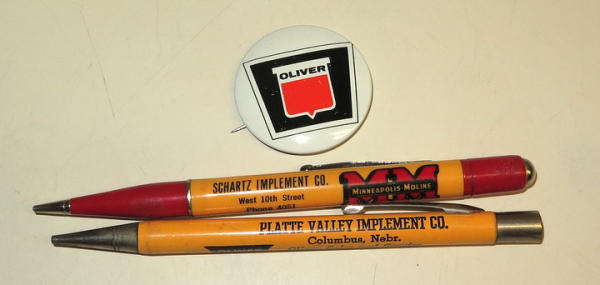 OLIVER
SCHARTZ IMPLEMENT CO.
West 10th Street
Phone 4051
MM
MINNEAPOLIS-MOLINE
PLATTE VALLEY IMPLEMENT CO.
Columbus, Nebr.